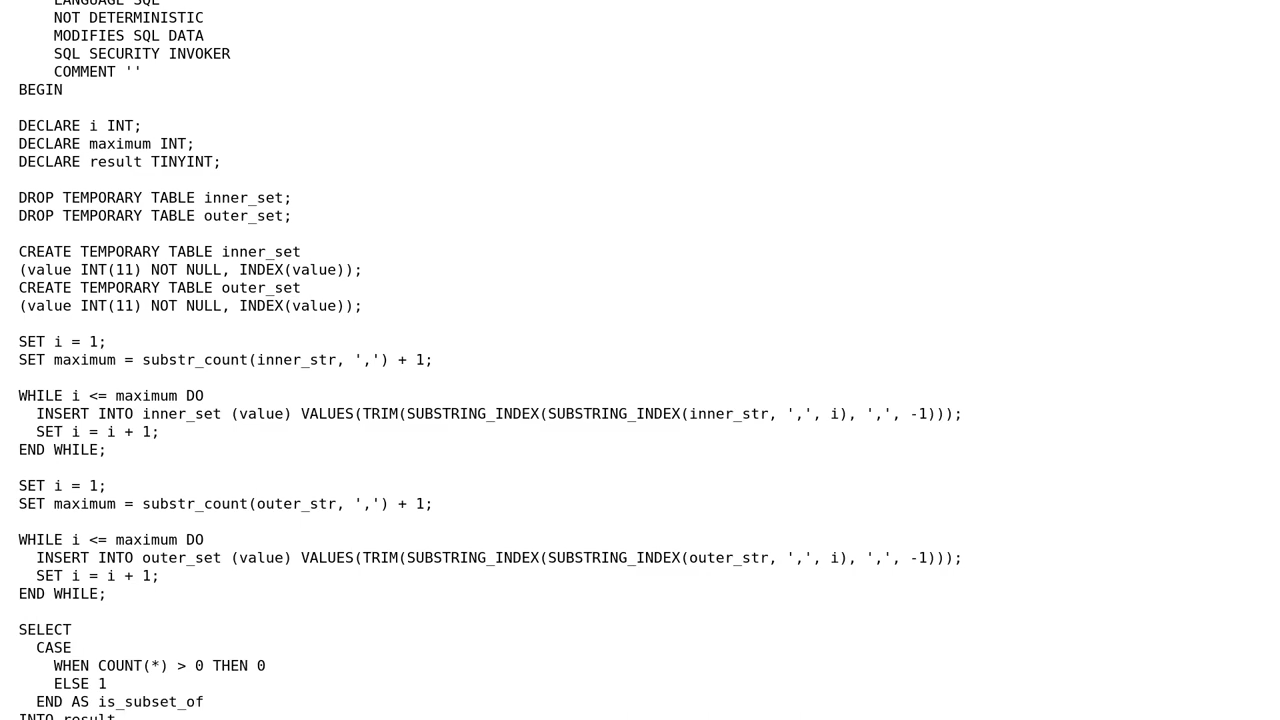 LANGUAGE SQL
NOT DETERMINISTIC
MODIFIES SQL DATA
SQL SECURITY INVOKER
COMMENT ''
BEGIN
DECLARE i INT;
DECLARE maximum INT;
DECLARE result TINYINT;
DROP TEMPORARY TABLE inner_set;
DROP TEMPORARY TABLE outer_set;
CREATE TEMPORARY TABLE inner_set
(value INT(11) NOT NULL, INDEX(value));
CREATE TEMPORARY TABLE outer_set
(value INT(11) NOT NULL, INDEX(value));
SET i = 1;
SET maximum = substr_count(inner_str, ',') + 1;
WHILE i <= maximum DO
INSERT INTO inner_set (value) VALUES(TRIM(SUBSTRING_INDEX(SUBSTRING_INDEX(inner_str, ',', i), ',', -1)));
SET i = i + 1;
END WHILE;
SET i = 1;
SET maximum = substr_count(outer_str, ',') + 1;
WHILE i <= maximum DO
INSERT INTO outer_set (value) VALUES(TRIM(SUBSTRING_INDEX(SUBSTRING_INDEX(outer_str, ',', i), ',', -1)));
SET i = i + 1;
END WHILE;
SELECT
CASE
WHEN COUNT(*) > 0 THEN 0
ELSE 1
END AS is_subset_of
INTO result